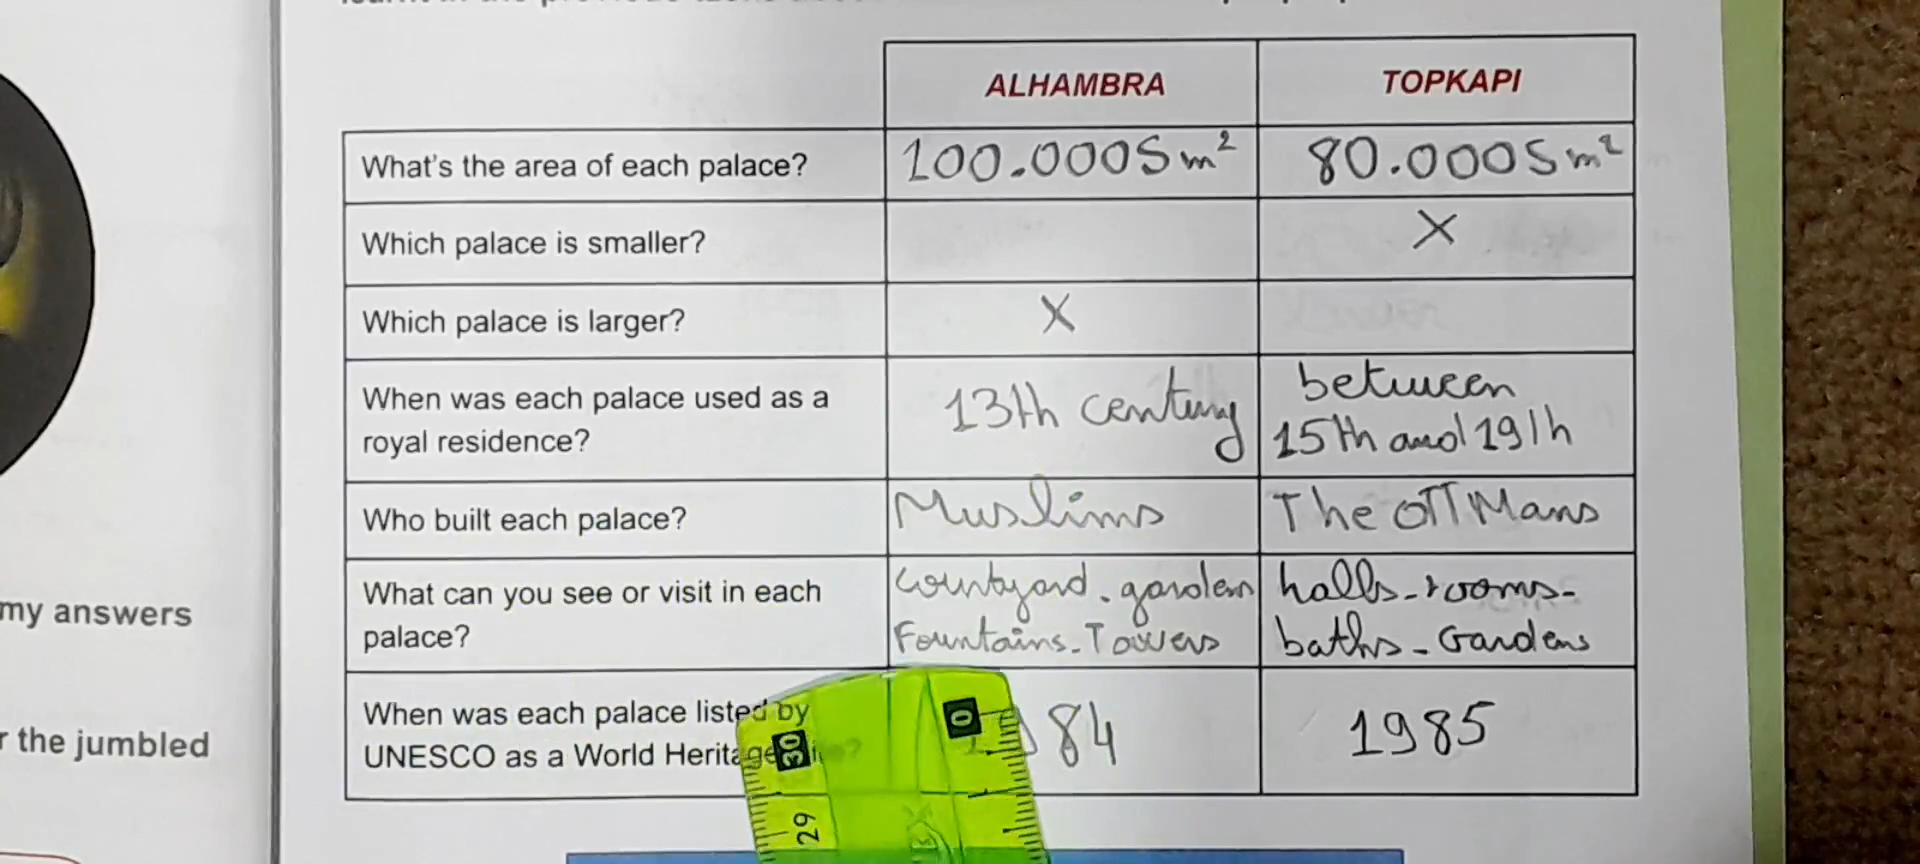 ALHAMBRA TOPKAPI
What's the area of each palace? 100.000S m² 80.000S m²
Which palace is smaller? X
Which palace is larger? X
When was each palace used as a between
royal residence? 13th century 15th and 19th
Who built each palace? Muslims The OTTMans
What can you see or visit in each Countyard. garden halls-rooms-
palace? Fountains-Towers baths-Gardens
my answers
When was each palace listed by
84 1985
UNESCO as a World Heritage
r the jumbled
30 0
29